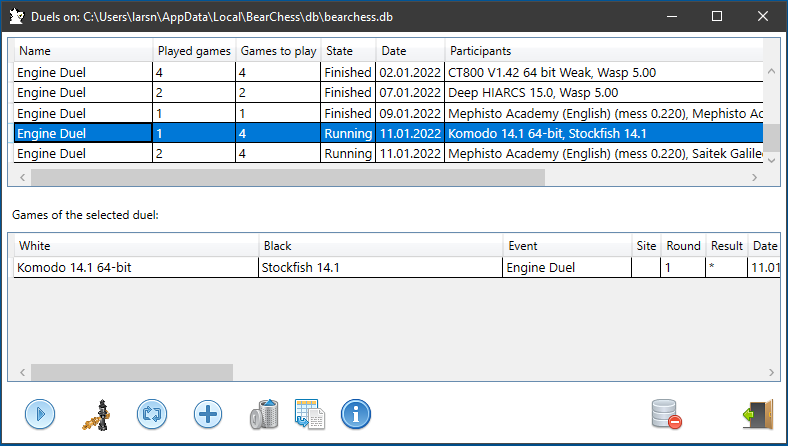 Duels on: C:\Users\larsn\AppData\Local\BearChess\db\bearchess.db
Name Played games Games to play State Date Participants
Engine Duel 4 4 Finished 02.01.2022 CT800 V1.42 64 bit Weak, Wasp 5.00
Engine Duel 2 2 Finished 07.01.2022 Deep HIARCS 15.0, Wasp 5.00
Engine Duel 1 1 Finished 09.01.2022 Mephisto Academy (English) (mess 0.220), Mephisto Ac
Engine Duel 1 4 Running 11.01.2022 Komodo 14.1 64-bit, Stockfish 14.1
Engine Duel 2 4 Running 11.01.2022 Mephisto Academy (English) (mess 0.220), Saitek Galile
Games of the selected duel:
White Black Event Site Round Result Date
Komodo 14.1 64-bit Stockfish 14.1 Engine Duel 1 * 11.01